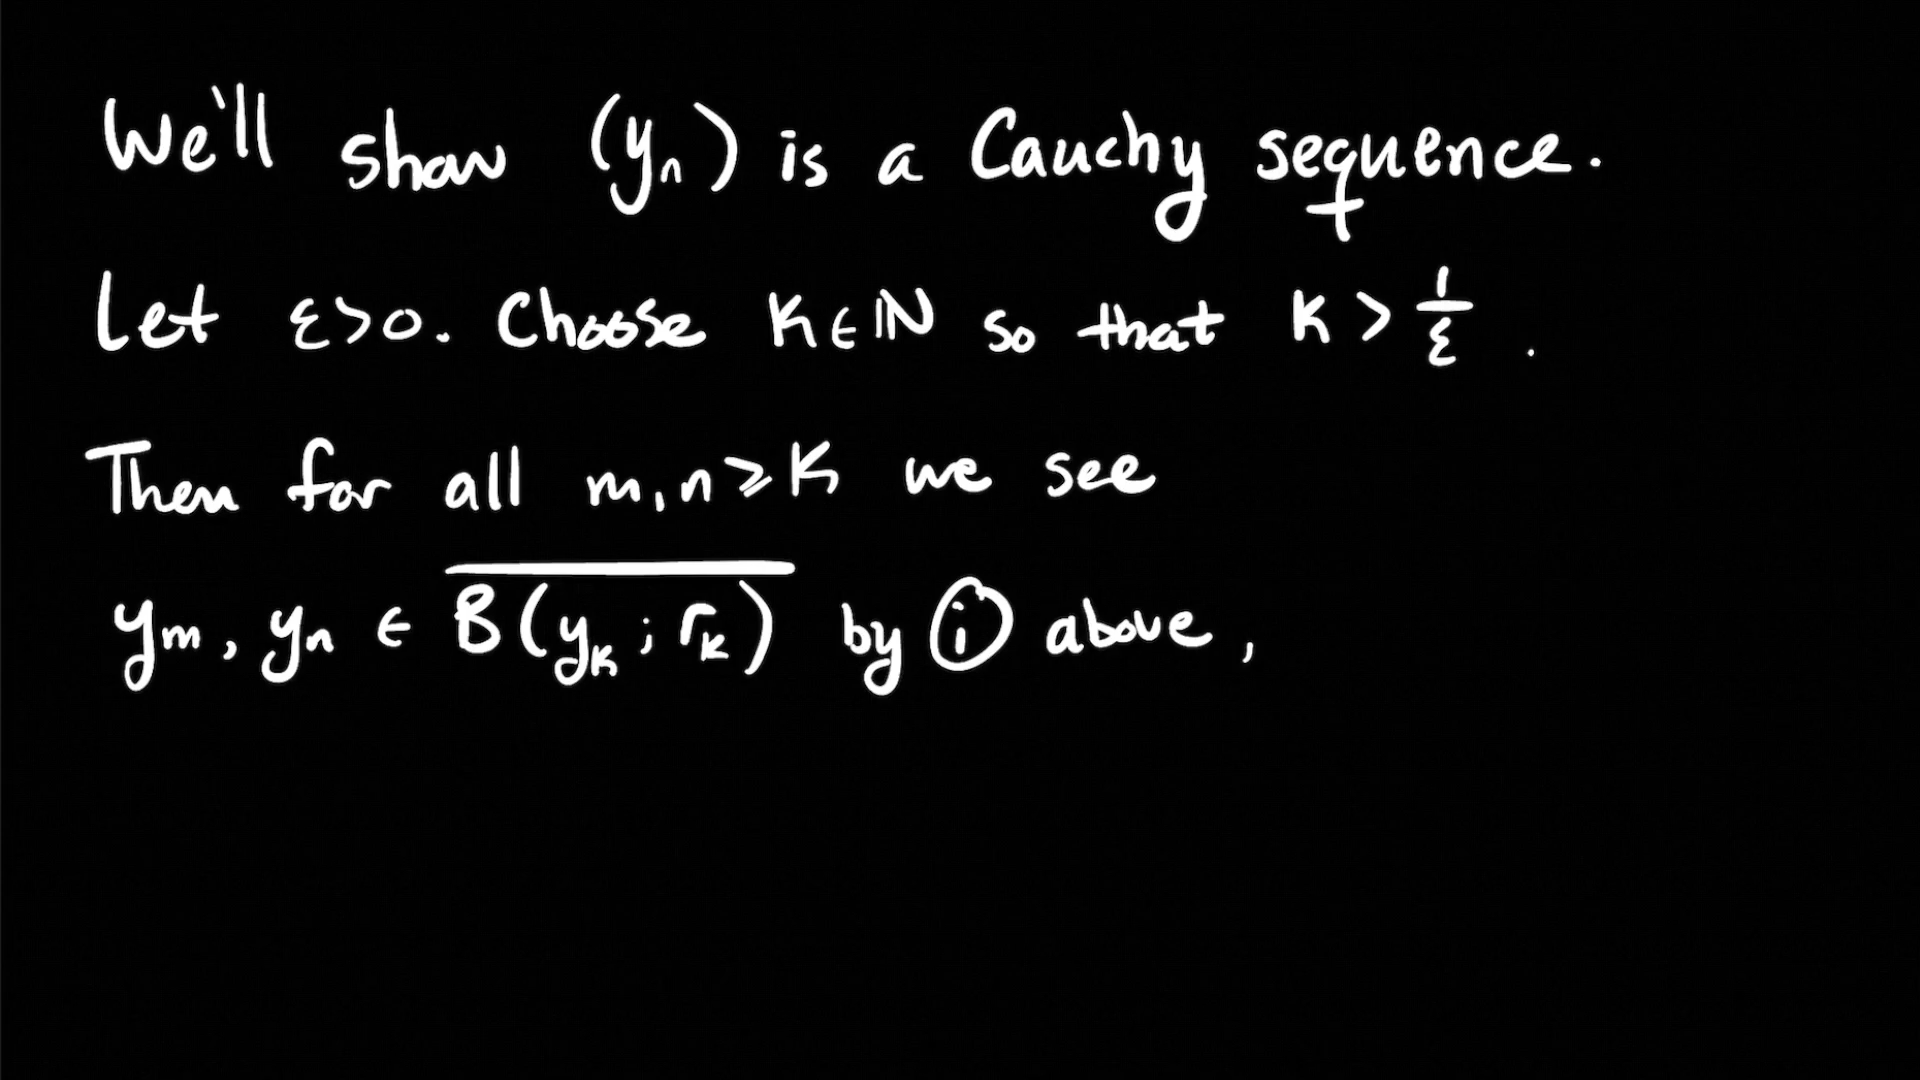 We'll show (yₙ) is a Cauchy sequence.
Let ε>0. Choose K∈ℕ so that K > 1/ε .
Then for all m,n ≥ K we see
yₘ, yₙ ∈ \overline{B(y_K ; r_K)} by ⓘ above,